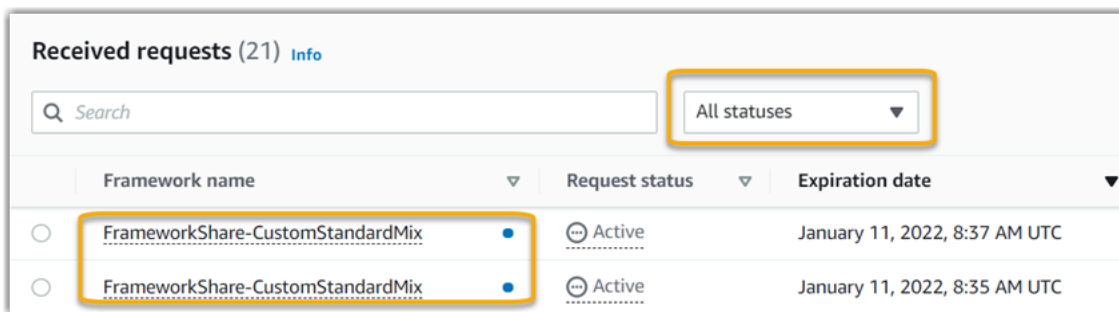 Received requests (21) Info
Search
All statuses
Framework name Request status Expiration date
FrameworkShare-CustomStandardMix Active January 11, 2022, 8:37 AM UTC
FrameworkShare-CustomStandardMix Active January 11, 2022, 8:35 AM UTC